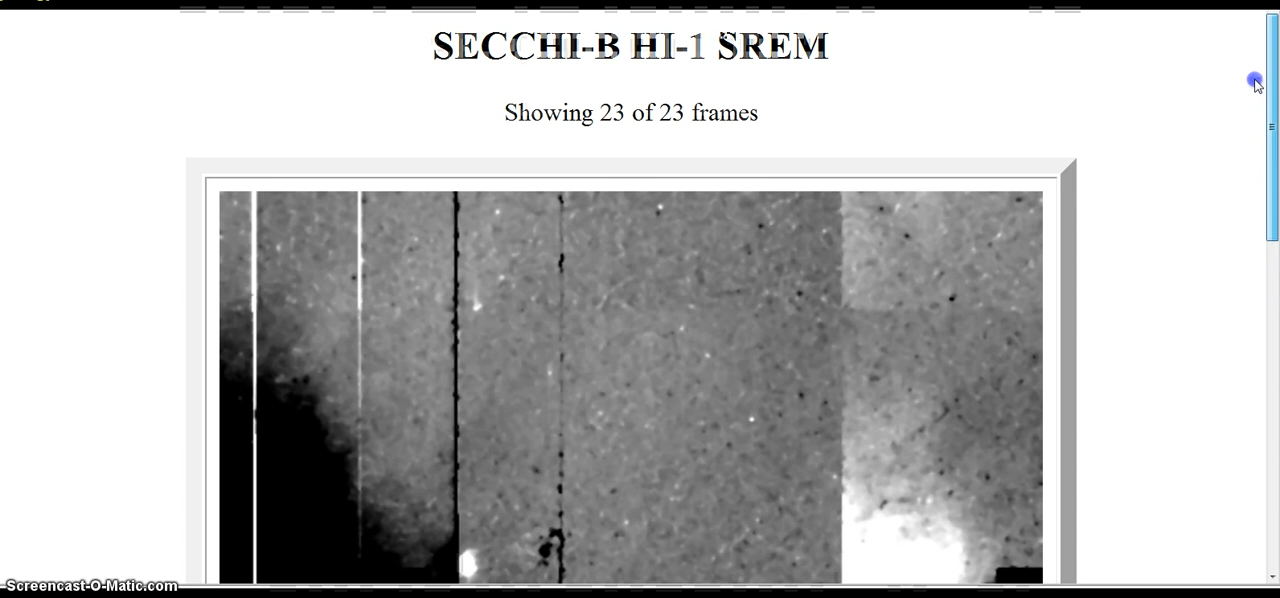 SECCHI-B HI-1 SREM
Showing 23 of 23 frames
Screencast-O-Matic.com